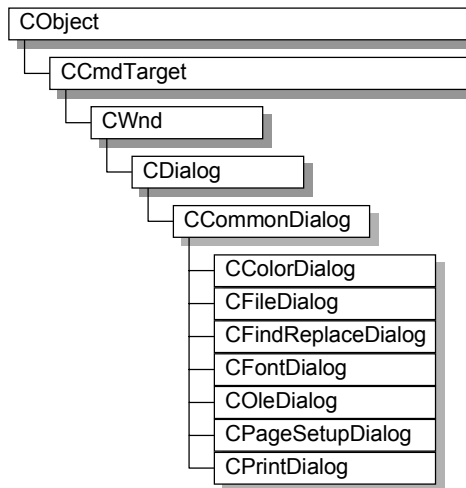 CObject
CCmdTarget
CWnd
CDialog
CCommonDialog
CColorDialog
CFileDialog
CFindReplaceDialog
CFontDialog
COleDialog
CPageSetupDialog
CPrintDialog